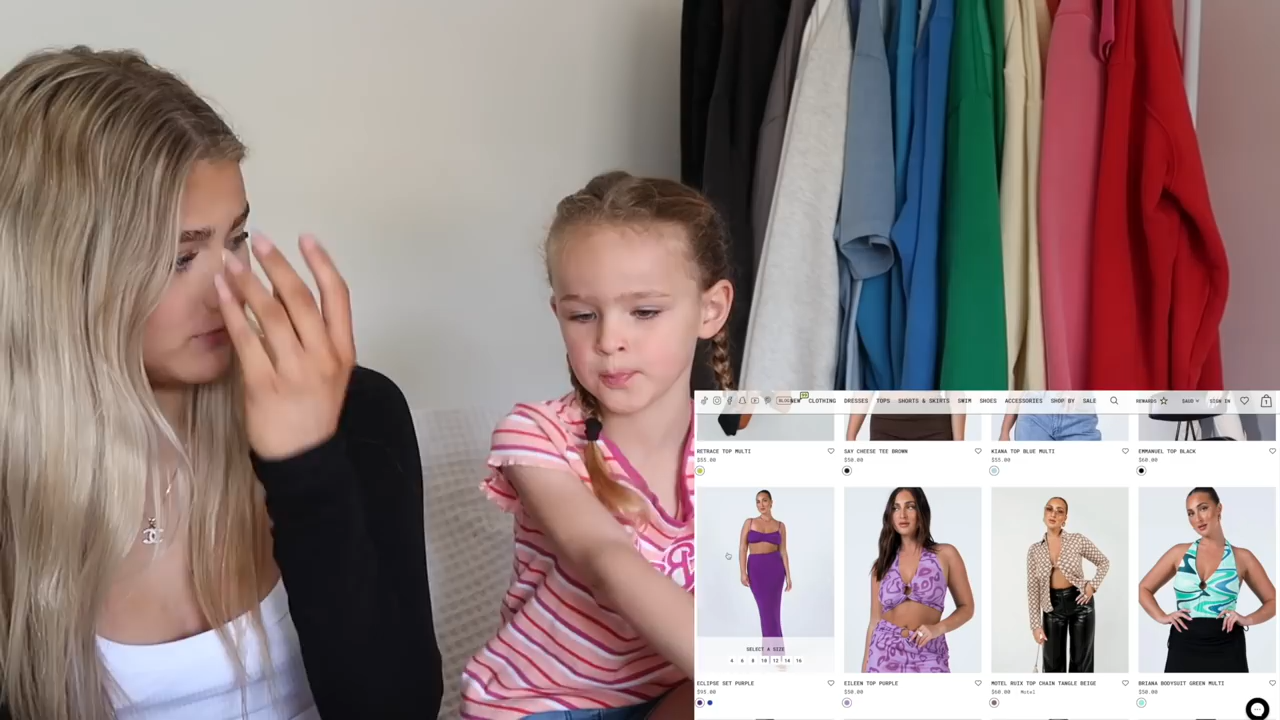 BLOG NEW CLOTHING DRESSES TOPS SHORTS & SKIRTS SWIM SHOES ACCESSORIES SHOP BY SALE REWARDS $AUD SIGN IN
RETRACE TOP MULTI
$55.00
SAY CHEESE TEE BROWN
$50.00
KIANA TOP BLUE MULTI
$55.00
EMMANUEL TOP BLACK
$60.00
SELECT A SIZE
4 6 8 10 12 14 16
ECLIPSE SET PURPLE
$95.00
EILEEN TOP PURPLE
$50.00
MOTEL RUIX TOP CHAIN TANGLE BEIGE
$60.00 Motel
BRIANA BODYSUIT GREEN MULTI
$50.00